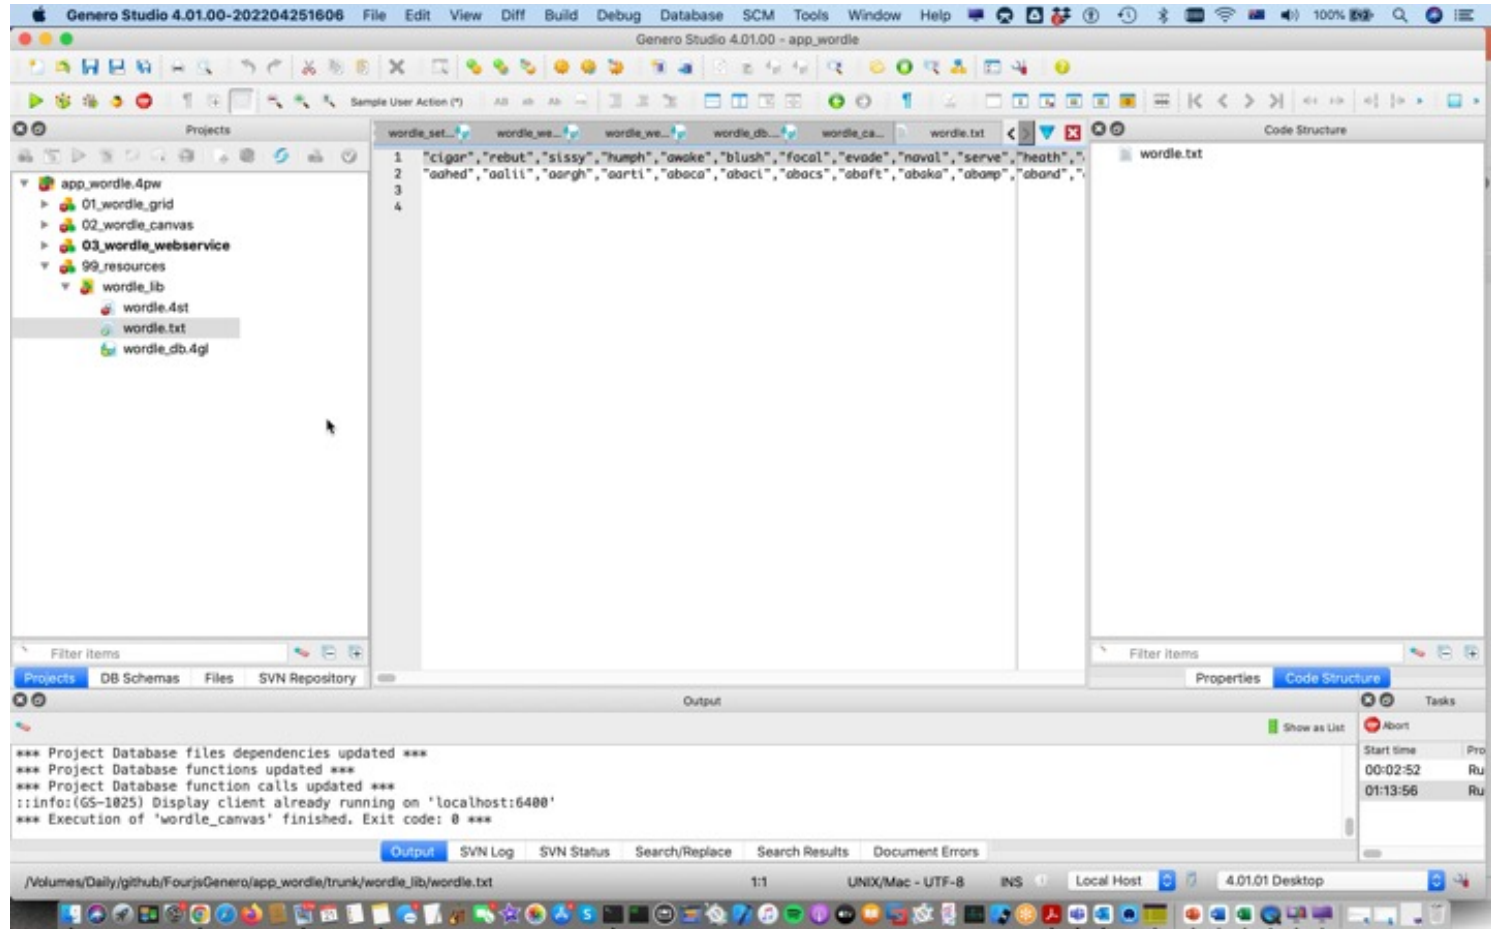 Genero Studio 4.01.00-202204251606 File Edit View Diff Build Debug Database SCM Tools Window Help 100%
Genero Studio 4.01.00 - app_wordle
Sample User Action (*)
Projects
wordle_set... wordle_we... wordle_we... wordle_db.... wordle_ca... wordle.txt
Code Structure
app_wordle.4pw
01_wordle_grid
02_wordle_canvas
03_wordle_webservice
99_resources
wordle_lib
wordle.4st
wordle.txt
wordle_db.4gl
1 "cigar","rebut","sissy","humph","awake","blush","focal","evade","naval","serve","heath","
2 "aahed","aalii","aargh","aarti","abaca","abaci","abacs","abaft","abaka","abamp","aband","
3
4
wordle.txt
Filter items
Projects DB Schemas Files SVN Repository
Filter items
Properties Code Structure
Output
Show as List
*** Project Database files dependencies updated ***
*** Project Database functions updated ***
*** Project Database function calls updated ***
::info:(GS-1025) Display client already running on 'localhost:6400'
*** Execution of 'wordle_canvas' finished. Exit code: 0 ***
Output SVN Log SVN Status Search/Replace Search Results Document Errors
Tasks
Abort
Start time Pro
00:02:52 Ru
01:13:56 Ru
/Volumes/Daily/github/FourjsGenero/app_wordle/trunk/wordle_lib/wordle.txt 1:1 UNIX/Mac - UTF-8 INS Local Host 4.01.01 Desktop